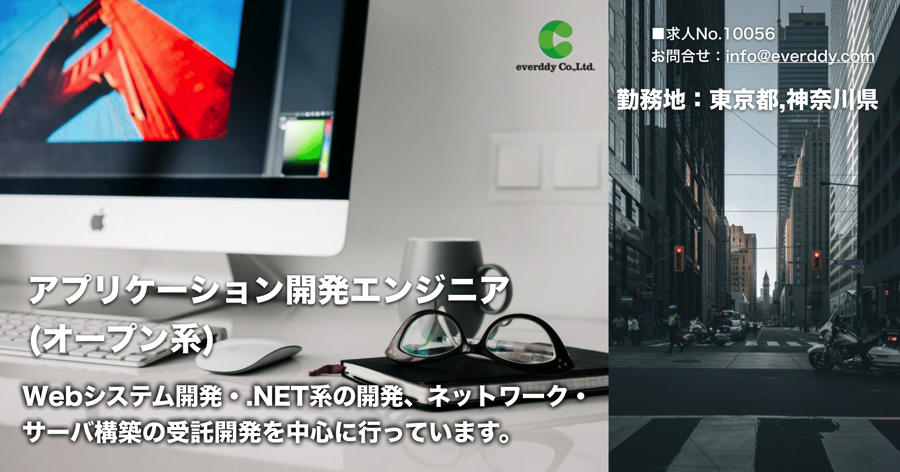 everddy Co.,Ltd.
■求人No.10056
お問合せ：info@everddy.com
勤務地：東京都,神奈川県
アプリケーション開発エンジニア
(オープン系)
Webシステム開発・.NET系の開発、ネットワーク・
サーバ構築の受託開発を中心に行っています。